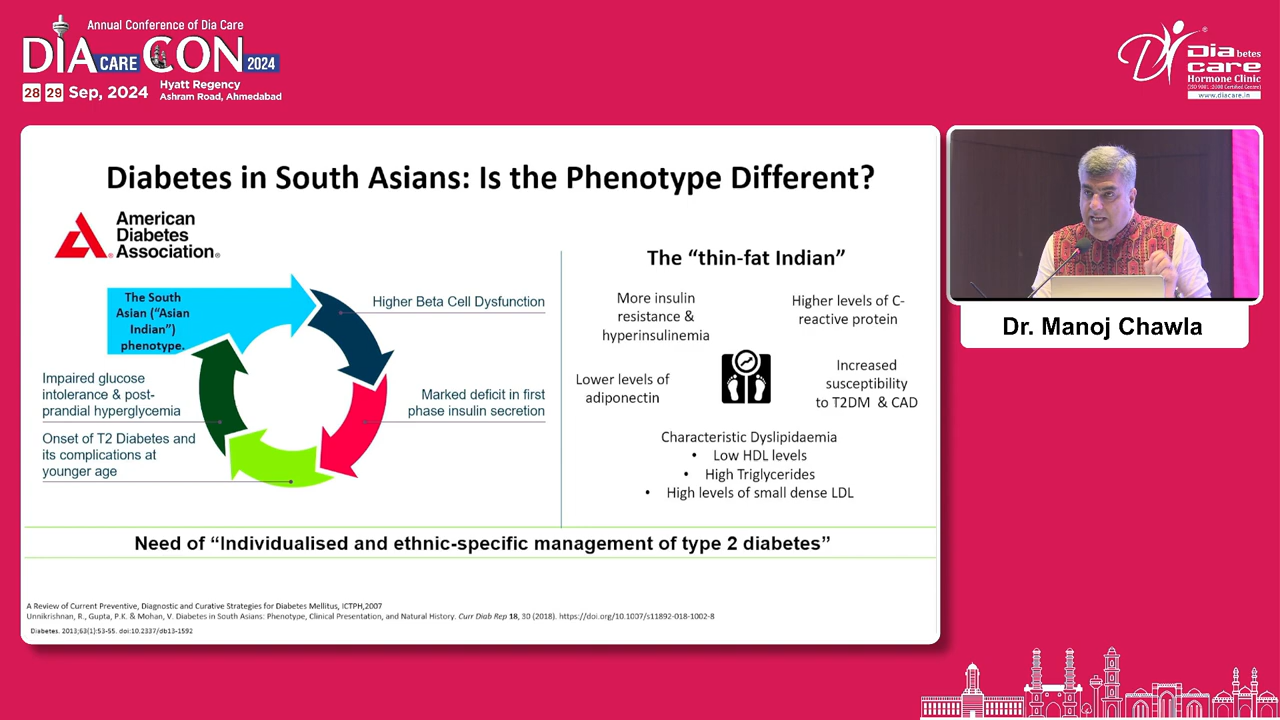 Annual Conference of Dia Care
DIA CARE CON 2024
28 29 Sep, 2024
Hyatt Regency
Ashram Road, Ahmedabad
Diabetes
care
Hormone Clinic
(ISO 9001:2008 Certified Centre)
www.diacare.in
Diabetes in South Asians: Is the Phenotype Different?
American
Diabetes
Association®
The South
Asian ("Asian
Indian")
phenotype.
Higher Beta Cell Dysfunction
Marked deficit in first
phase insulin secretion
Impaired glucose
intolerance & post-
prandial hyperglycemia
Onset of T2 Diabetes and
its complications at
younger age
The “thin-fat Indian”
More insulin
resistance &
hyperinsulinemia
Higher levels of C-
reactive protein
Lower levels of
adiponectin
Increased
susceptibility
to T2DM & CAD
Characteristic Dyslipidaemia
• Low HDL levels
• High Triglycerides
• High levels of small dense LDL
Need of “Individualised and ethnic-specific management of type 2 diabetes”
A Review of Current Preventive, Diagnostic and Curative Strategies for Diabetes Mellitus, ICTPH,2007
Unnikrishnan, R., Gupta, P.K. & Mohan, V. Diabetes in South Asians: Phenotype, Clinical Presentation, and Natural History. Curr Diab Rep 18, 30 (2018). https://doi.org/10.1007/s11892-018-1002-8
Diabetes. 2013;63(1):53-55. doi:10.2337/db13-1592
Dr. Manoj Chawla